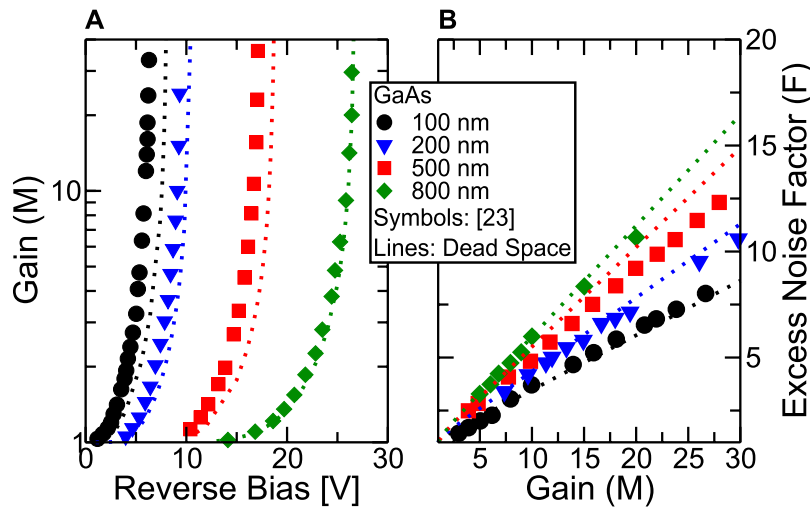 A
B
Gain (M)
10
1
0
10
20
30
Reverse Bias [V]
GaAs
100 nm
200 nm
500 nm
800 nm
Symbols: [23]
Lines: Dead Space
20
15
10
5
Excess Noise Factor (F)
5
10
15
20
25
30
Gain (M)